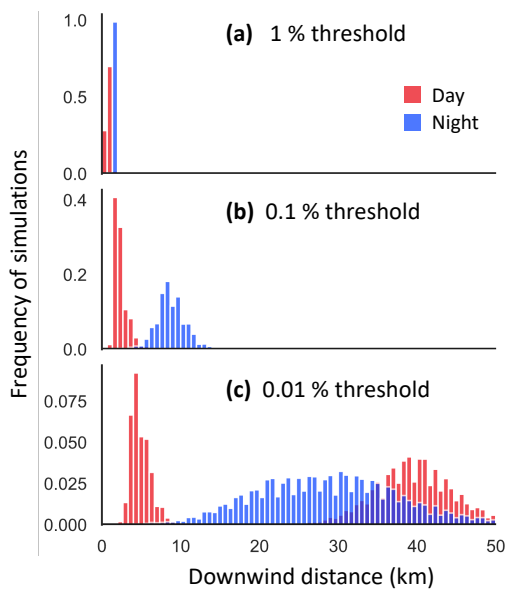 (a) 1 % threshold
1.0
0.5
0.0
Day
Night
Frequency of simulations
(b) 0.1 % threshold
0.4
0.2
0.0
(c) 0.01 % threshold
0.075
0.050
0.025
0.000
0 10 20 30 40 50
Downwind distance (km)